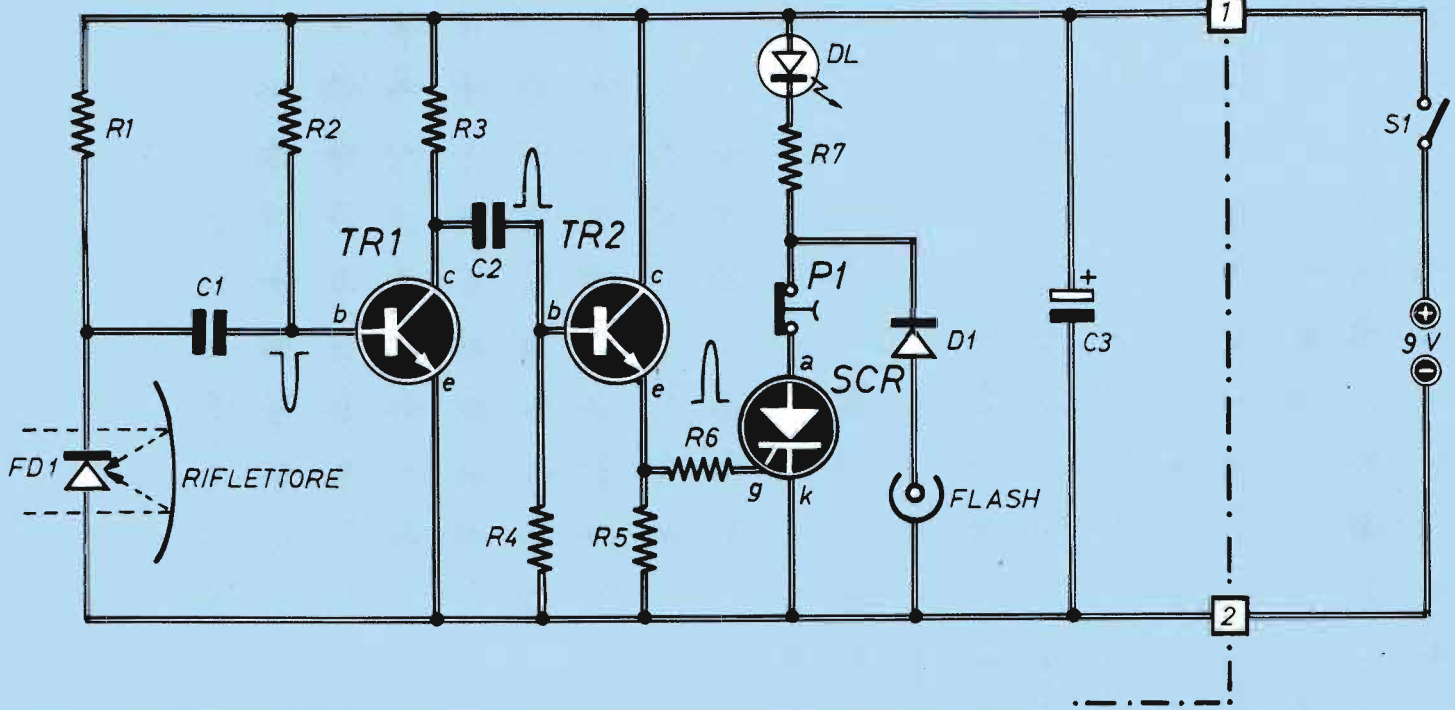 1
DL
R1
R2
R3
R7
S1
TR1
C2
TR2
P1
C1
c
c
b
b
e
e
a
SCR
D1
+
C3
+
9 V
-
FD1
RIFLETTORE
R6
g
k
FLASH
R4
R5
2